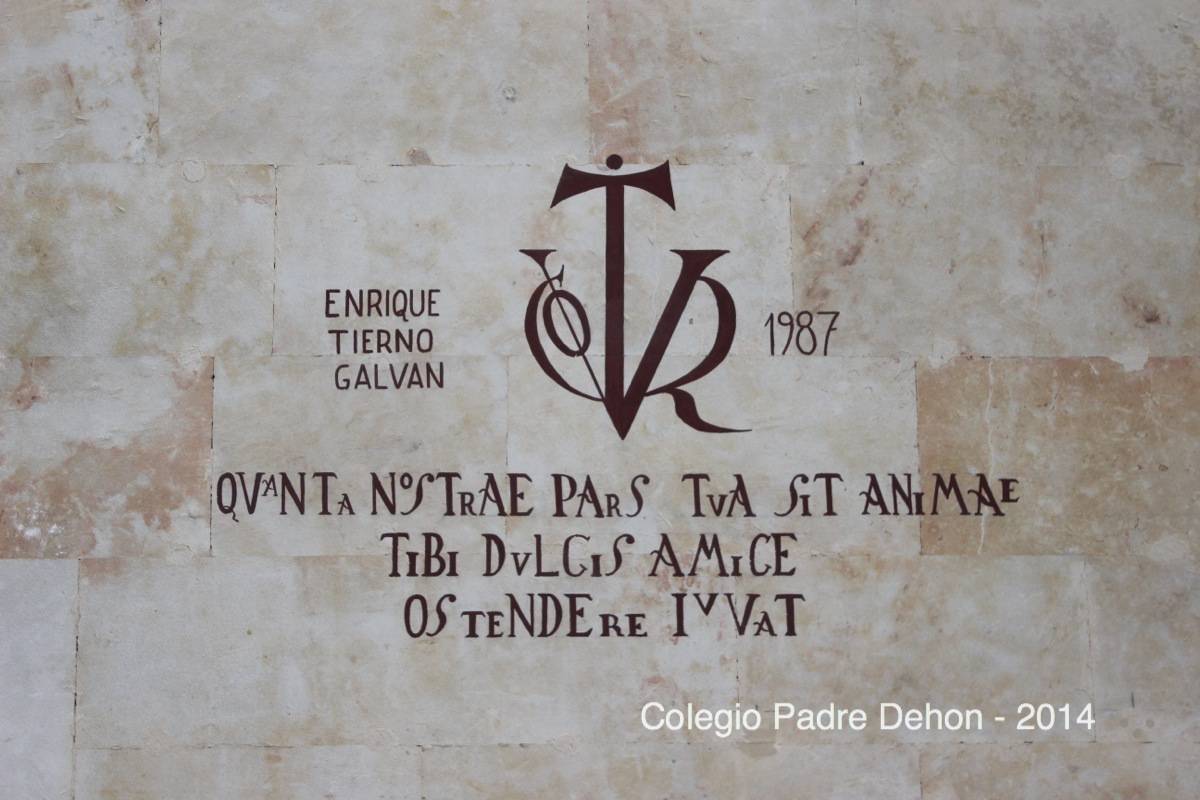 ENRIQUE
TIERNO
GALVAN
1987
QVANTA NOSTRAE PARS TVA SIT ANIMAE
TIBI DVLCIS AMICE
OSTENDERE IVVAT
Colegio Padre Dehon - 2014